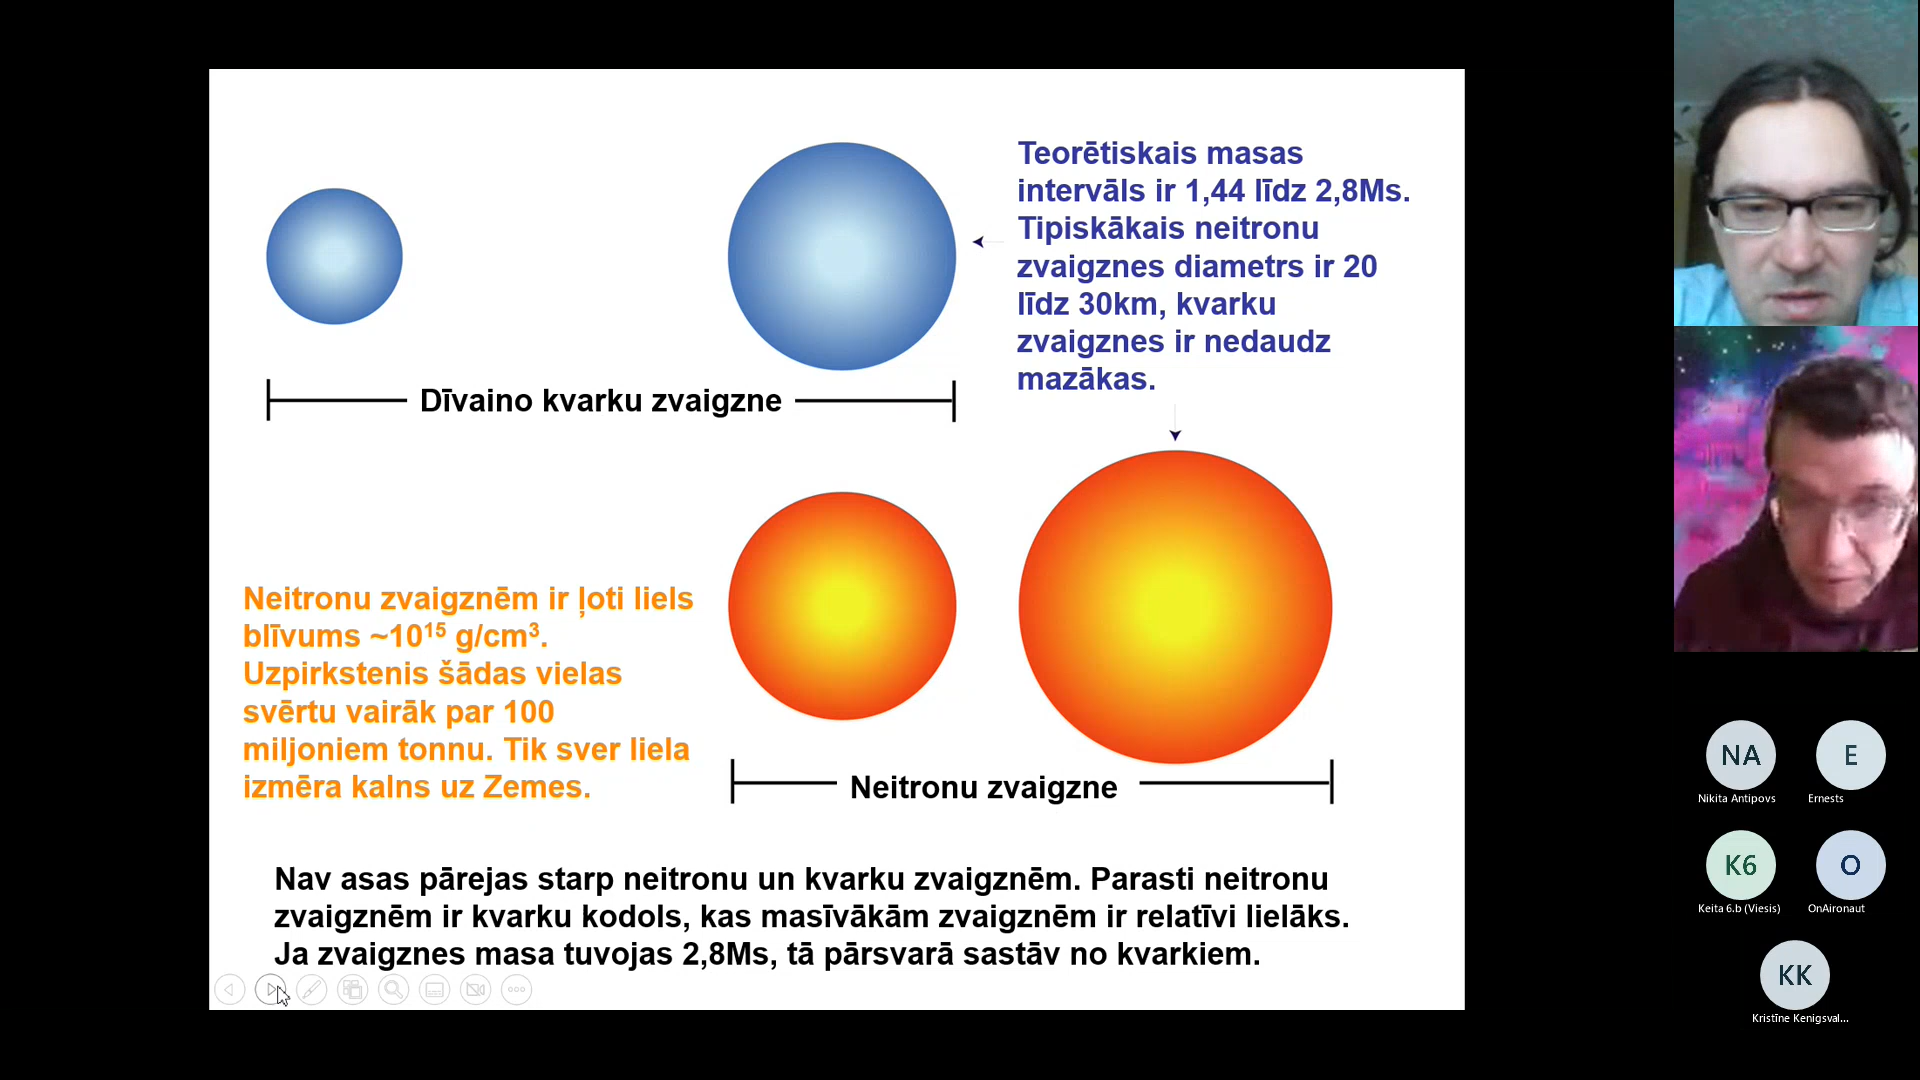 Teorētiskais masas
intervāls ir 1,44 līdz 2,8Ms.
Tipiskākais neitronu
zvaigznes diametrs ir 20
līdz 30km, kvarku
zvaigznes ir nedaudz
mazākas.
Dīvaino kvarku zvaigzne
Neitronu zvaigznēm ir ļoti liels
blīvums ~10¹⁵ g/cm³.
Uzpirkstenis šādas vielas
svērtu vairāk par 100
miljoniem tonnu. Tik sver liela
izmēra kalns uz Zemes.
Neitronu zvaigzne
Nav asas pārejas starp neitronu un kvarku zvaigznēm. Parasti neitronu
zvaigznēm ir kvarku kodols, kas masīvākām zvaigznēm ir relatīvi lielāks.
Ja zvaigznes masa tuvojas 2,8Ms, tā pārsvarā sastāv no kvarkiem.
NA
Nikita Antipovs
E
Ernests
K6
Keita 6.b (Viesis)
O
OnAironaut
KK
Kristīne Kenigsval...